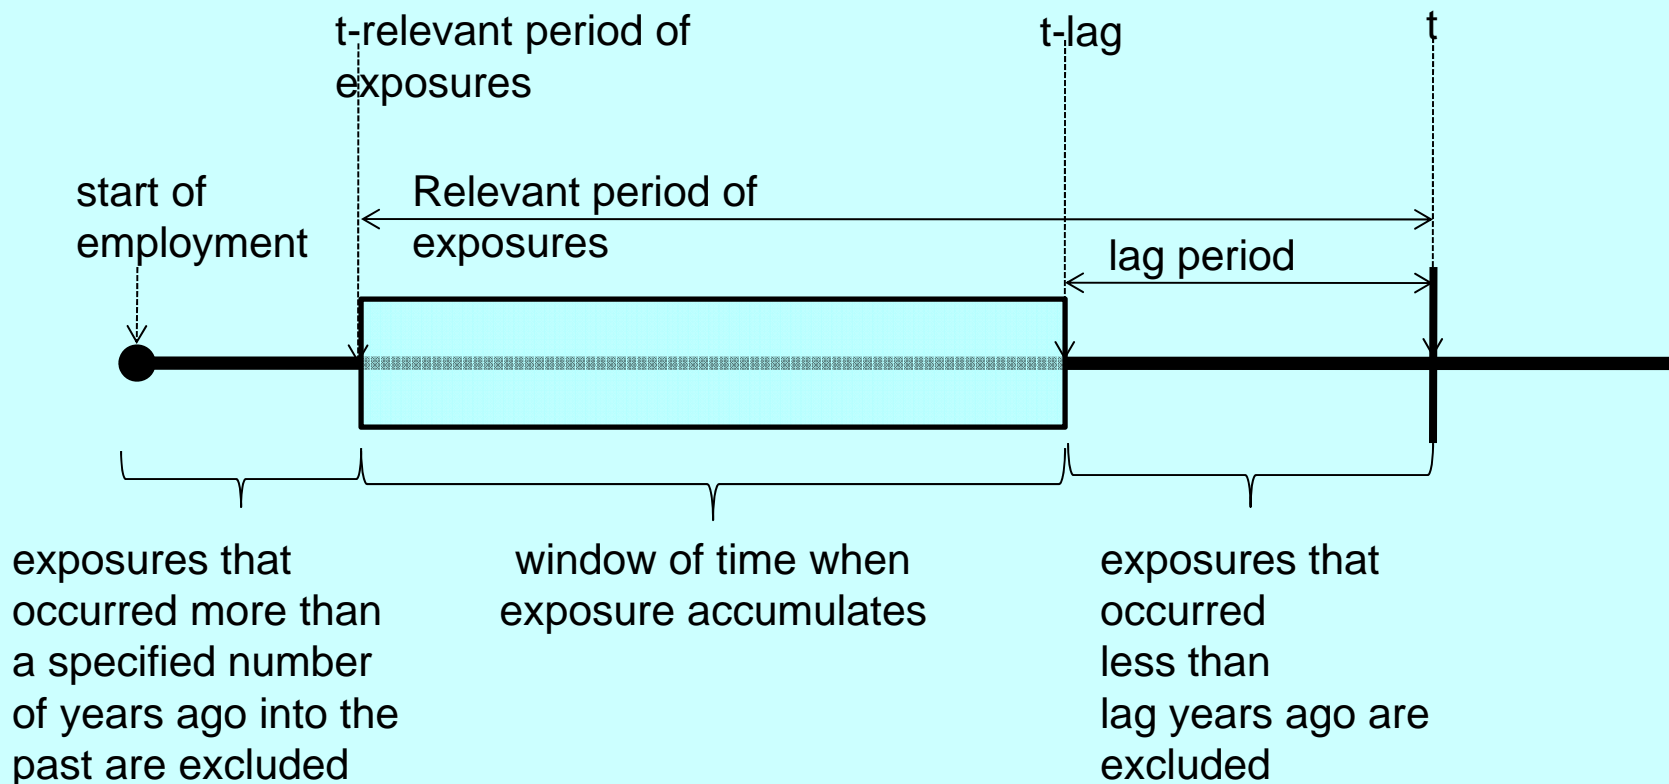 t-relevant period of
exposures
t-lag
t
start of
employment
Relevant period of
exposures
lag period
exposures that
occurred more than
a specified number
of years ago into the
past are excluded
window of time when
exposure accumulates
exposures that
occurred
less than
lag years ago are
excluded